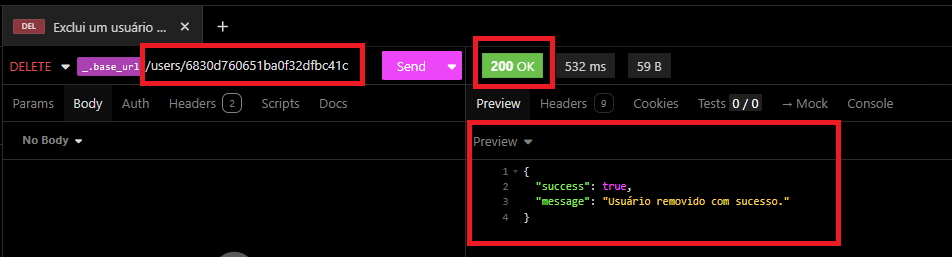 DEL Exclui um usuário ... × +
DELETE _.base_url /users/6830d760651ba0f32dfbc41c Send 200 OK 532 ms 59 B
Params Body Auth Headers 2 Scripts Docs Preview Headers 9 Cookies Tests 0 / 0 → Mock Console
No Body Preview
1 {
2 "success": true,
3 "message": "Usuário removido com sucesso."
4 }